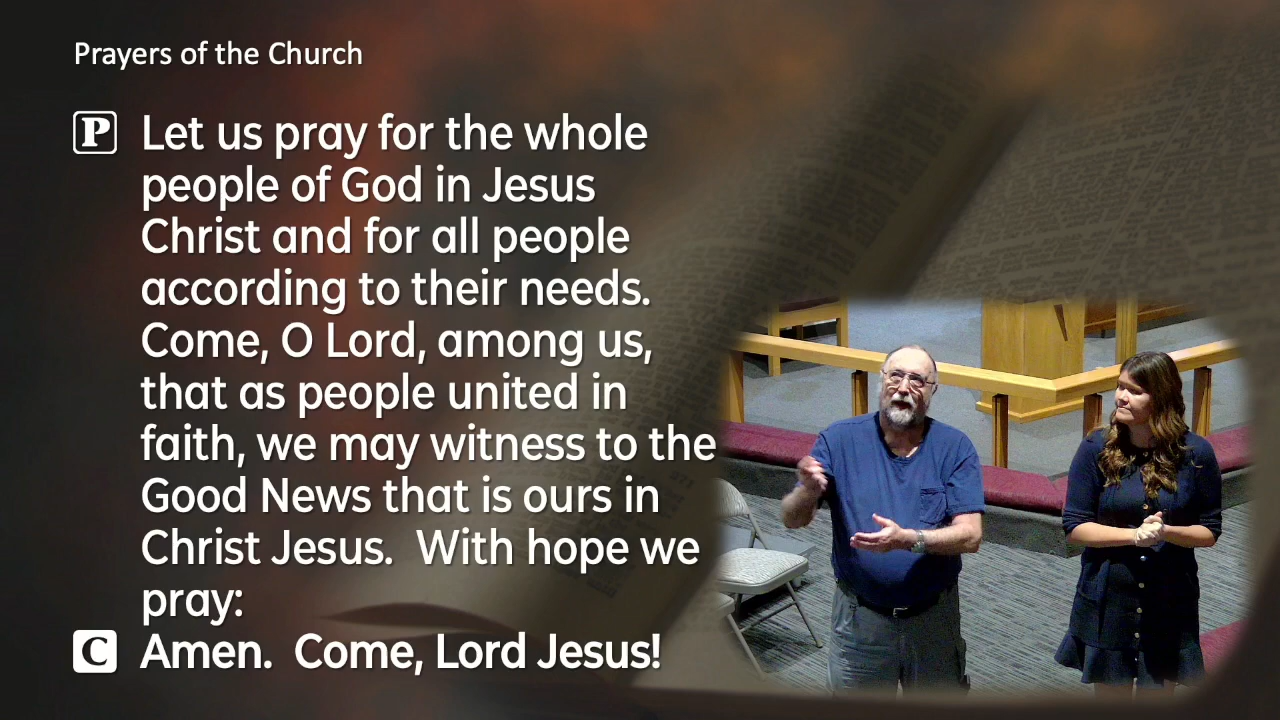 Prayers of the Church
P Let us pray for the whole
people of God in Jesus
Christ and for all people
according to their needs.
Come, O Lord, among us,
that as people united in
faith, we may witness to the
Good News that is ours in
Christ Jesus.  With hope we
pray:
C Amen.  Come, Lord Jesus!